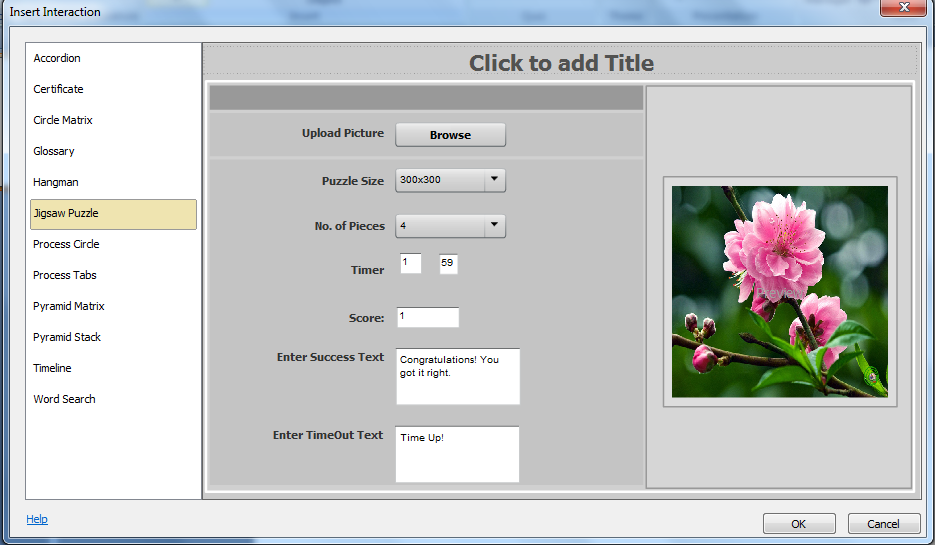 Insert Interaction
Accordion
Certificate
Circle Matrix
Glossary
Hangman
Jigsaw Puzzle
Process Circle
Process Tabs
Pyramid Matrix
Pyramid Stack
Timeline
Word Search
Click to add Title
Upload Picture Browse
Puzzle Size 300x300
No. of Pieces 4
Timer 1 59
Score: 1
Enter Success Text Congratulations! You
got it right.
Enter TimeOut Text Time Up!
Preview
Help
OK Cancel